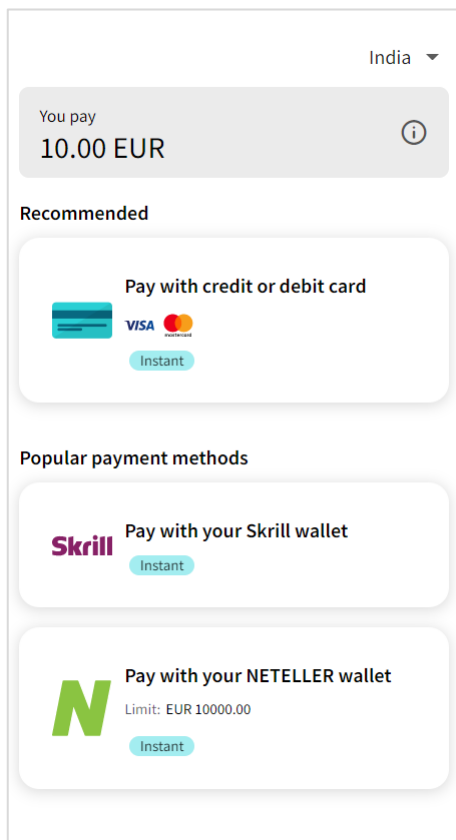 India
You pay
10.00 EUR
Recommended
Pay with credit or debit card
VISA mastercard
Instant
Popular payment methods
Skrill
Pay with your Skrill wallet
Instant
N
Pay with your NETELLER wallet
Limit: EUR 10000.00
Instant